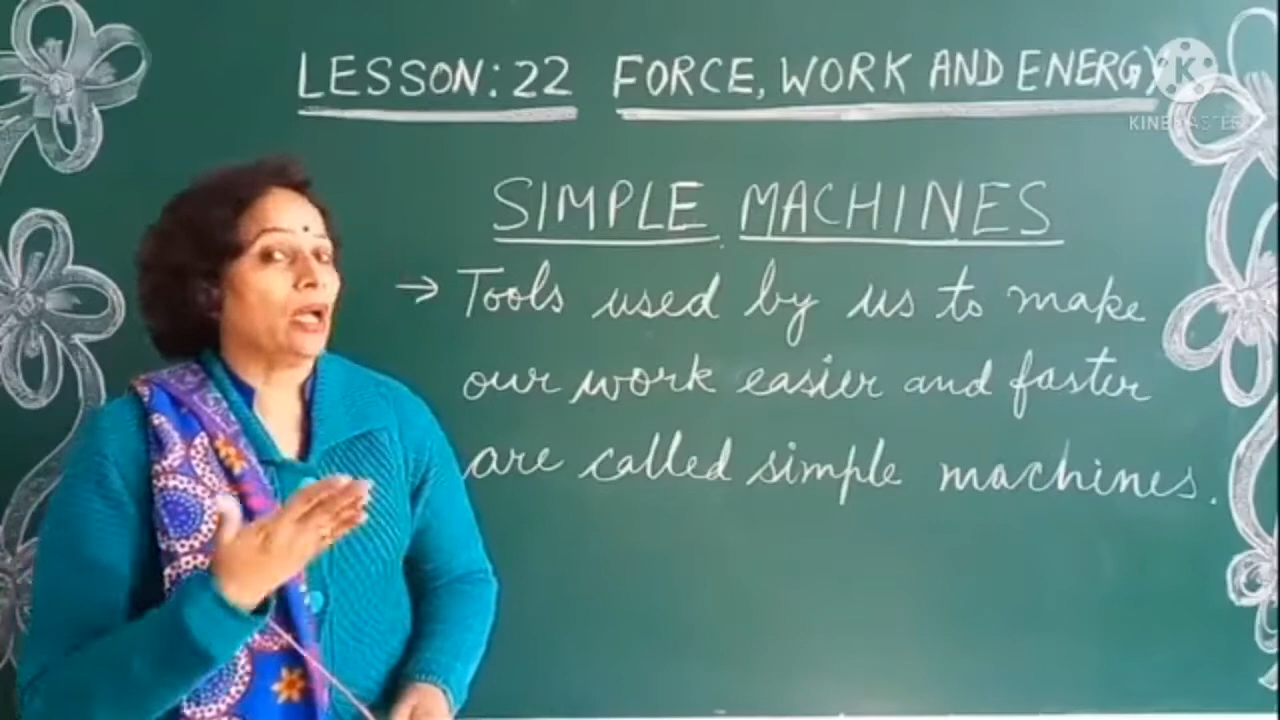 LESSON: 22 FORCE, WORK AND ENERGY
K
KINEMASTER
SIMPLE MACHINES
→ Tools used by us to make
our work easier and faster
are called simple machines.